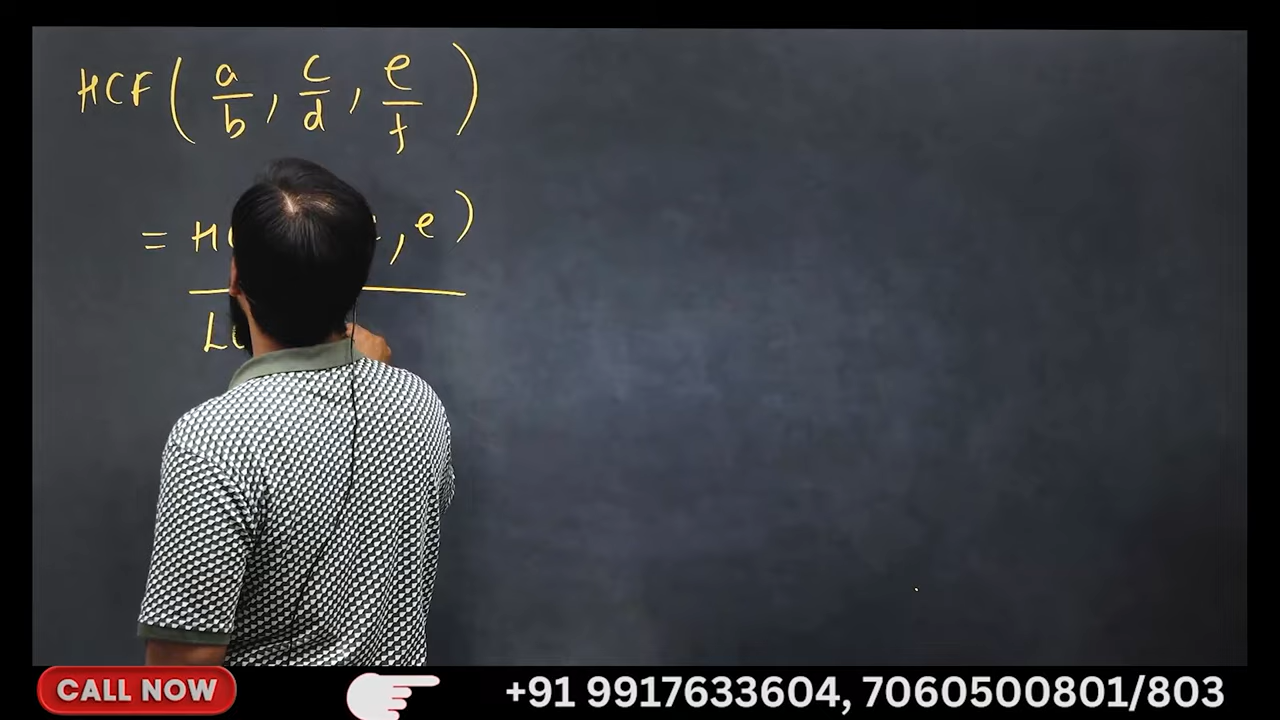 HCF ( a/b , c/d , e/f )
= H , e )
L
CALL NOW +91 9917633604, 7060500801/803